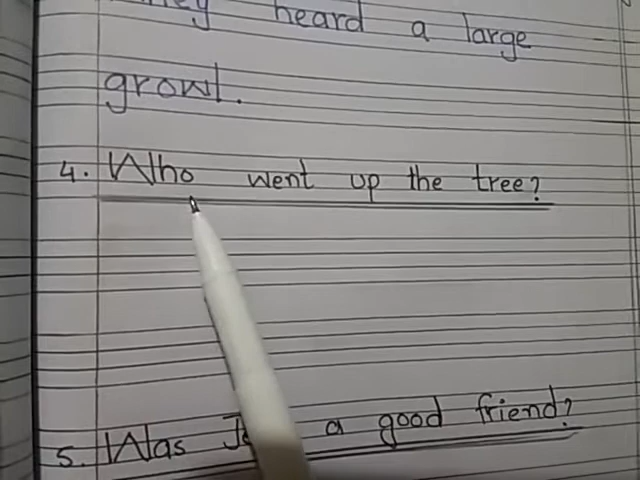 heard a large
growl.
4. Who went up the tree?
5. Was a good friend?